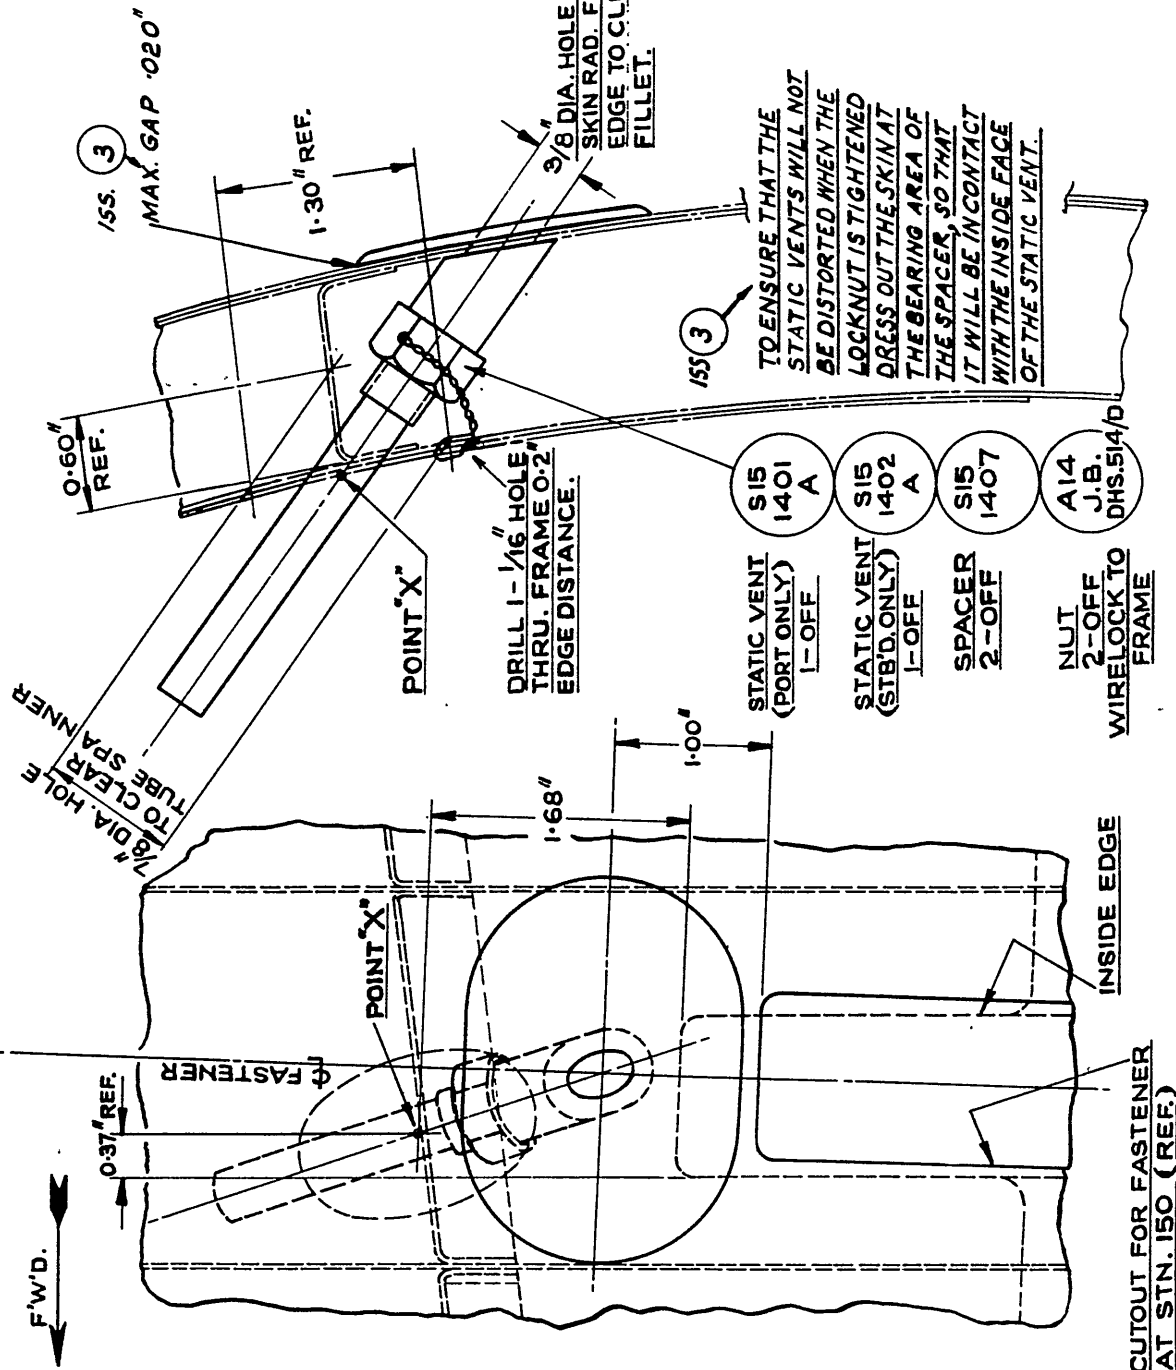 F'W'D.
7/8" DIA. HOLE
TO CLEAR
TUBE SPANNER
0·60"
REF.
ISS. 3
MAX. GAP ·020"
1·30" REF.
3/8" DIA. HOLE
SKIN RAD.
EDGE TO
FILLET.
0·37" REF.
℄ FASTENER
POINT "X"
POINT "X"
DRILL 1-1/16" HOLE
THRU. FRAME 0·2"
EDGE DISTANCE.
ISS 3
TO ENSURE THAT THE
STATIC VENTS WILL NOT
BE DISTORTED WHEN THE
LOCKNUT IS TIGHTENED
DRESS OUT THE SKIN AT
THE BEARING AREA OF
THE SPACER, SO THAT
IT WILL BE IN CONTACT
WITH THE INSIDE FACE
OF THE STATIC VENT.
1·68"
1·00"
STATIC VENT
(PORT ONLY)
1-OFF
S15
1401
A
STATIC VENT
(STB'D. ONLY)
1-OFF
S15
1402
A
SPACER
2-OFF
S15
1407
NUT
2-OFF
WIRELOCK TO
FRAME
A14
J.B.
DHS.514/D
INSIDE EDGE
CUTOUT FOR FASTENER
AT STN. 150 (REF.)